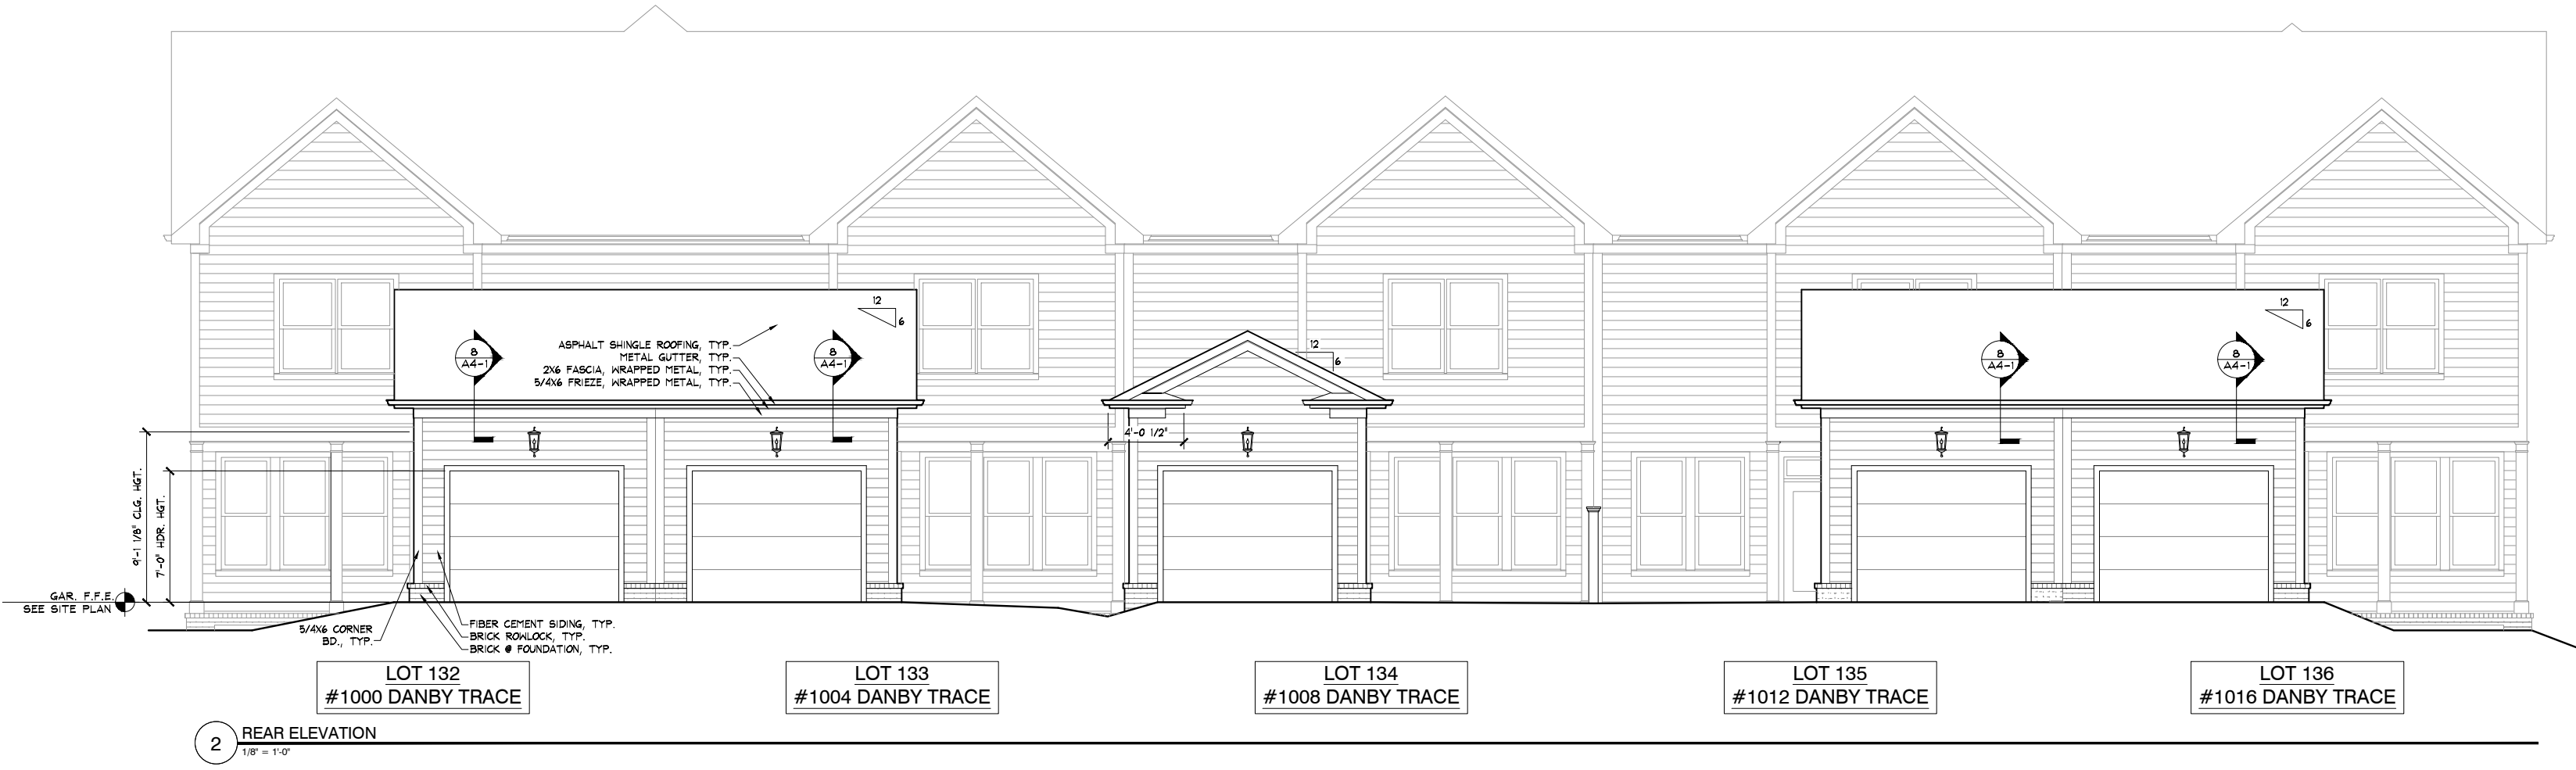 12
6
8
A4-1
ASPHALT SHINGLE ROOFING, TYP.
METAL GUTTER, TYP.
2X6 FASCIA, WRAPPED METAL, TYP.
5/4X6 FRIEZE, WRAPPED METAL, TYP.
8
A4-1
12
6
12
6
8
A4-1
8
A4-1
4'-0 1/2"
9'-1 1/8" CLG. HGT.
7'-0" HDR. HGT.
GAR. F.F.E.
SEE SITE PLAN
5/4X6 CORNER
BD., TYP.
FIBER CEMENT SIDING, TYP.
BRICK ROWLOCK, TYP.
BRICK @ FOUNDATION, TYP.
LOT 132
#1000 DANBY TRACE
LOT 133
#1004 DANBY TRACE
LOT 134
#1008 DANBY TRACE
LOT 135
#1012 DANBY TRACE
LOT 136
#1016 DANBY TRACE
2
REAR ELEVATION
1/8" = 1'-0"